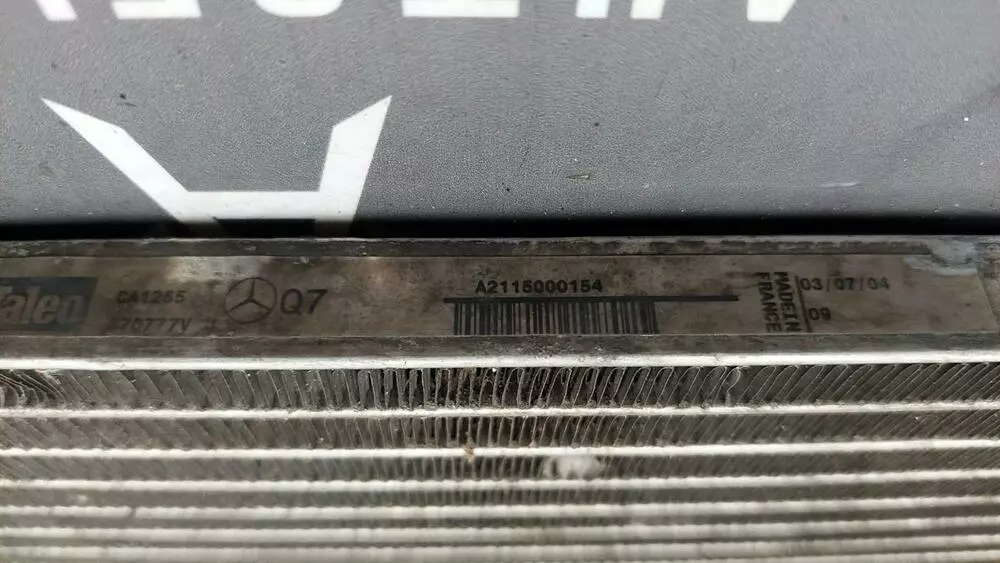 Valeo
CA1265
Q7
A2115000154
MADE IN
FRANCE
03/07/04
09